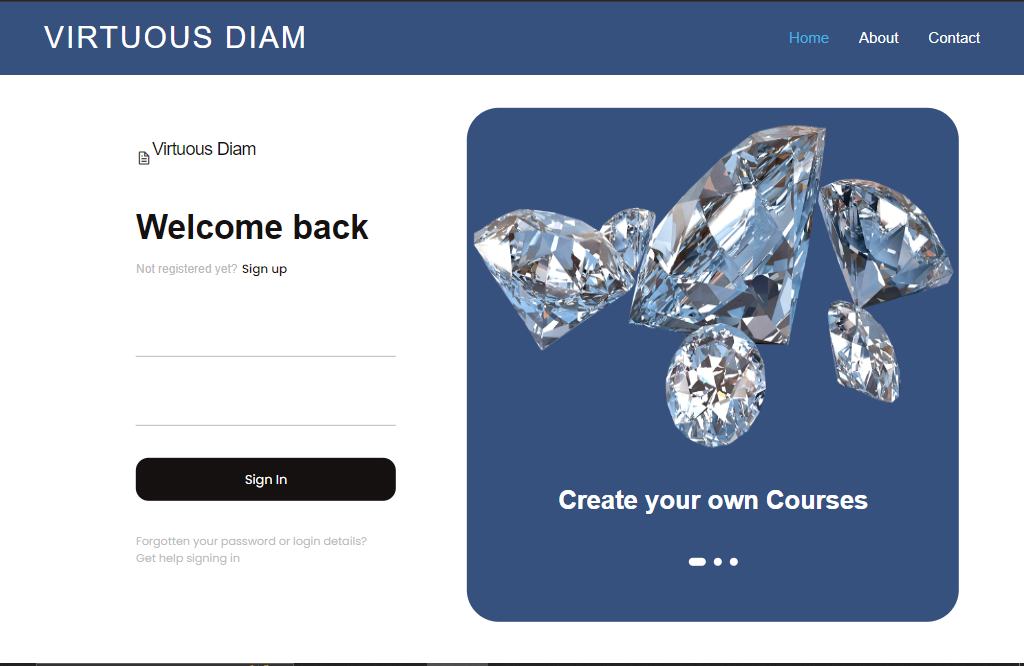 VIRTUOUS DIAM
Home
About
Contact
Virtuous Diam
Welcome back
Not registered yet? Sign up
Sign In
Forgotten your password or login details?
Get help signing in
Create your own Courses